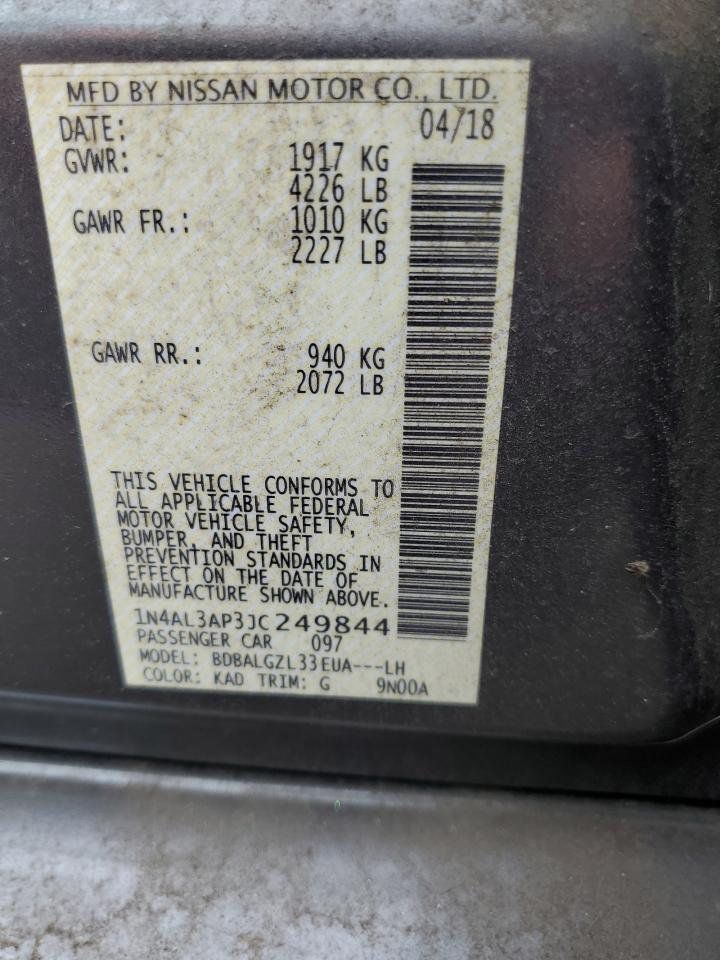 MFD BY NISSAN MOTOR CO., LTD.
DATE: 04/18
GVWR: 1917 KG
4226 LB
GAWR FR.: 1010 KG
2227 LB
GAWR RR.: 940 KG
2072 LB
THIS VEHICLE CONFORMS TO
ALL APPLICABLE FEDERAL
MOTOR VEHICLE SAFETY,
BUMPER, AND THEFT
PREVENTION STANDARDS IN
EFFECT ON THE DATE OF
MANUFACTURE SHOWN ABOVE.
1N4AL3AP3JC249844
PASSENGER CAR 097
MODEL: BDBALGZL33EUA---LH
COLOR: KAD TRIM: G 9N00A